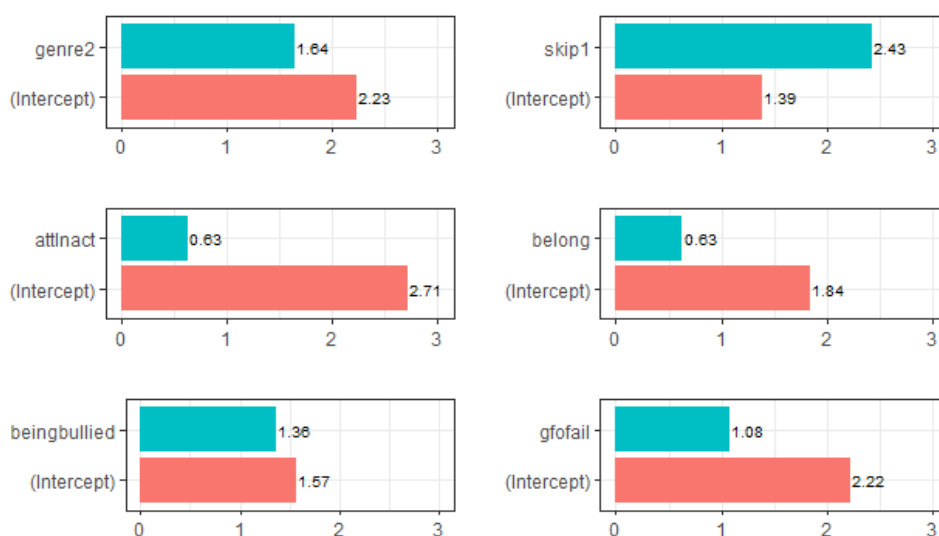 genre2
1.64
(Intercept)
2.23
0 1 2 3
skip1
2.43
(Intercept)
1.39
0 1 2 3
attlnact
0.63
(Intercept)
2.71
0 1 2 3
belong
0.63
(Intercept)
1.84
0 1 2 3
beingbullied
1.36
(Intercept)
1.57
0 1 2 3
gfofail
1.08
(Intercept)
2.22
0 1 2 3